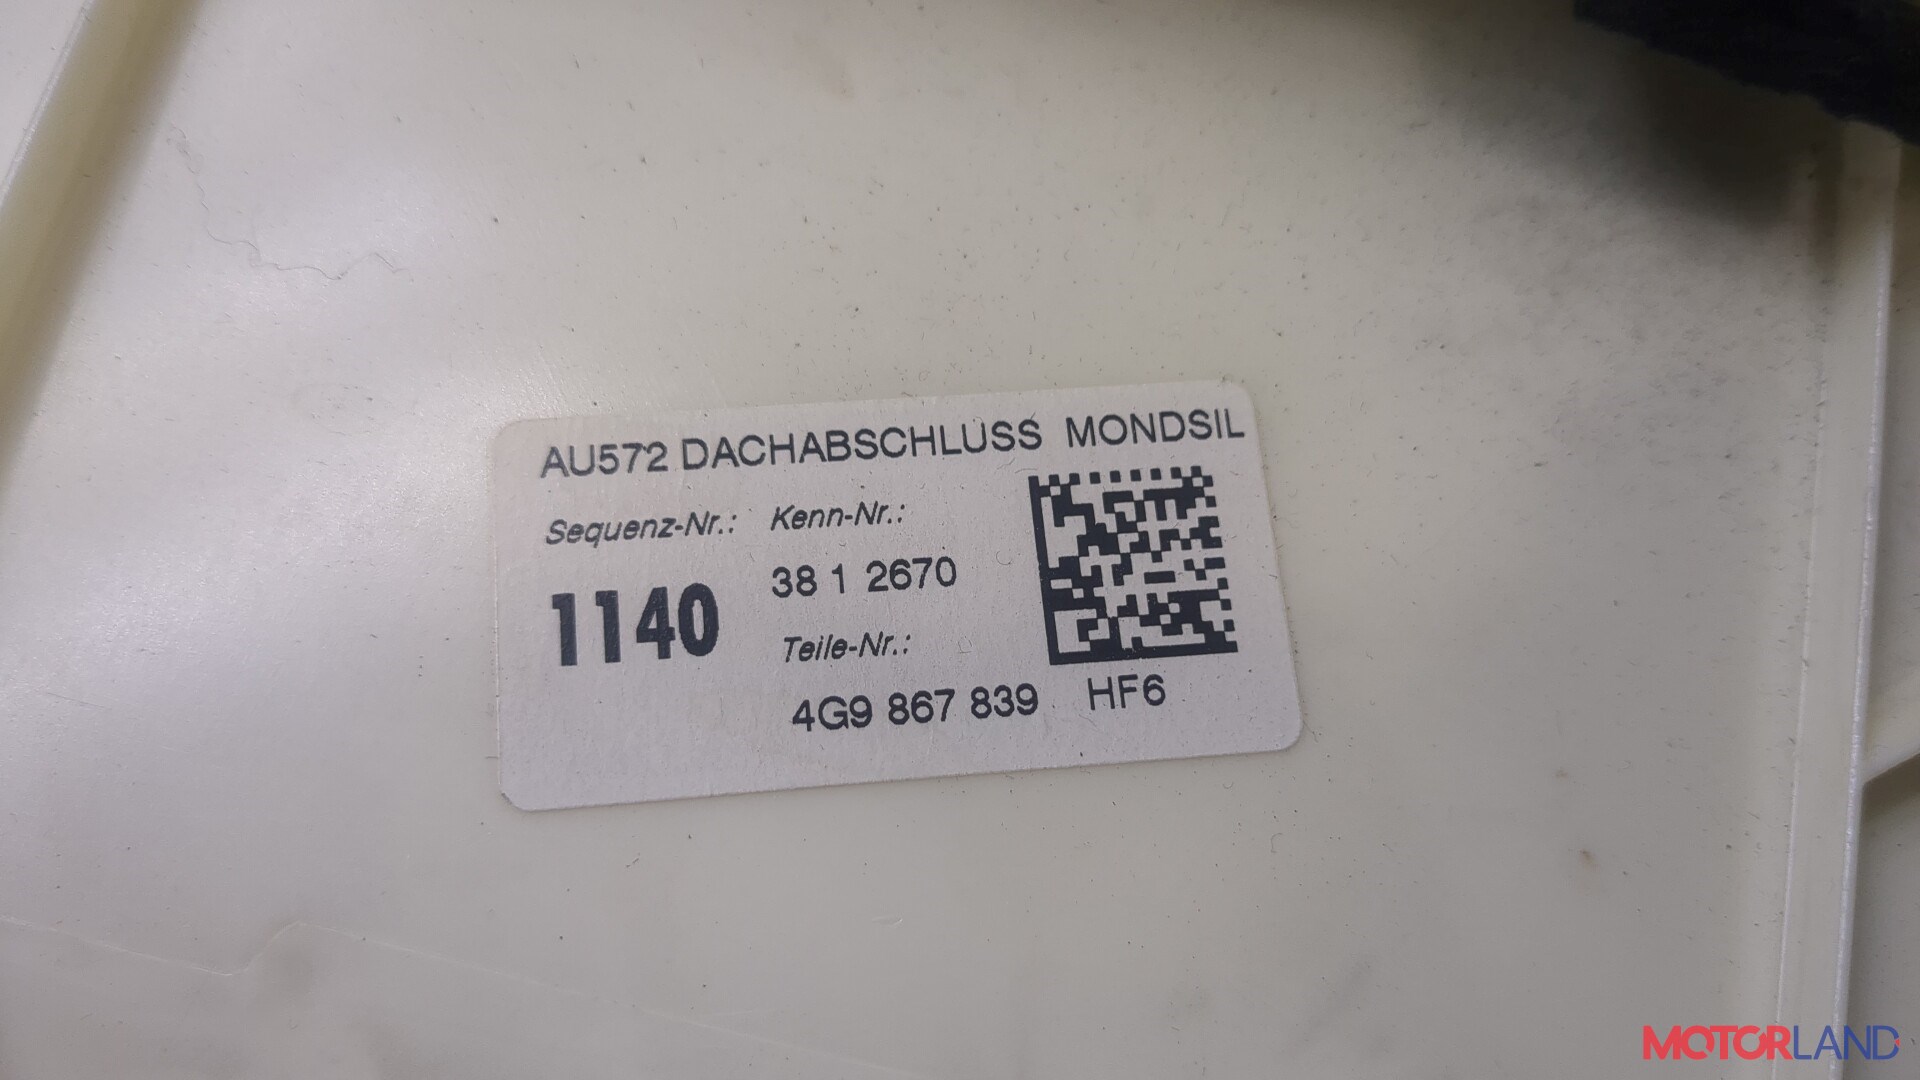 AU572 DACHABSCHLUSS MONDSIL
Sequenz-Nr.: Kenn-Nr.:
38 1 2670
1140
Teile-Nr.:
4G9 867 839 HF6
MOTORLAND